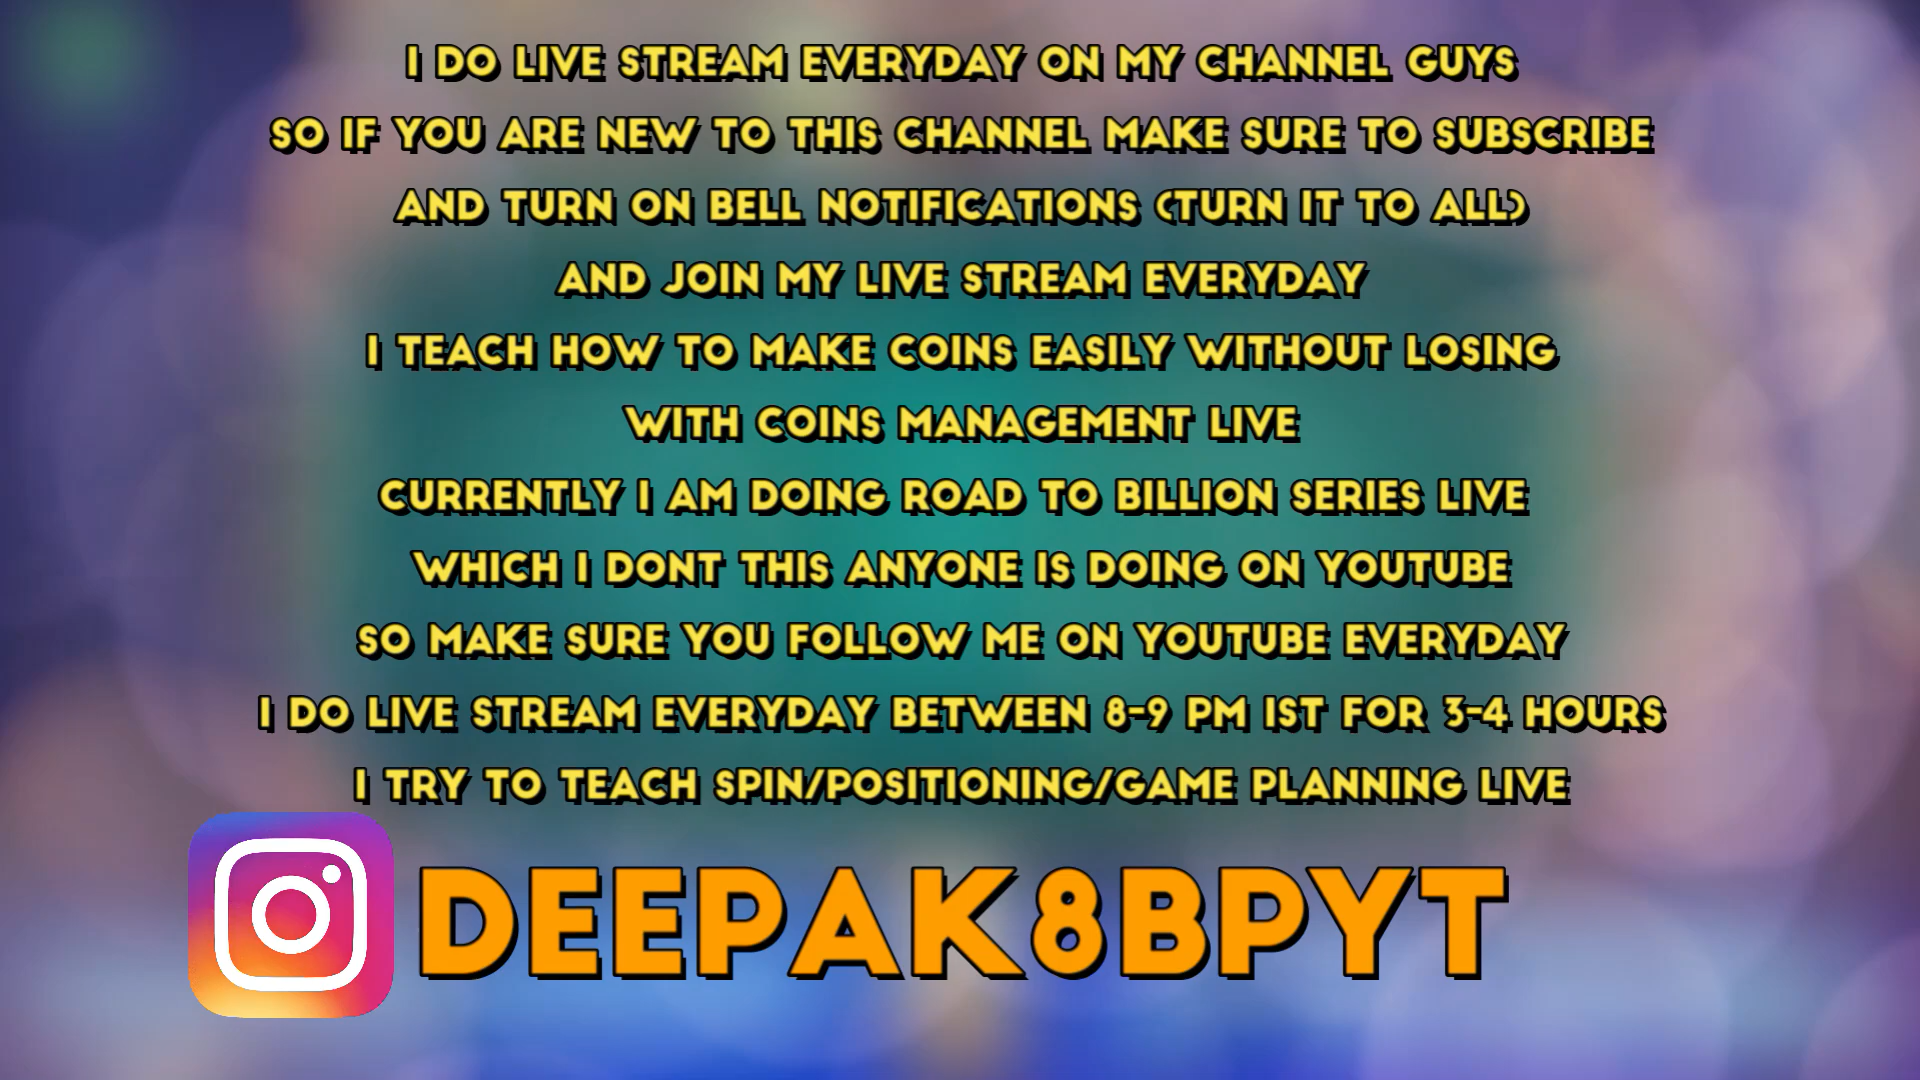 I DO LIVE STREAM EVERYDAY ON MY CHANNEL GUYS
SO IF YOU ARE NEW TO THIS CHANNEL MAKE SURE TO SUBSCRIBE
AND TURN ON BELL NOTIFICATIONS (TURN IT TO ALL)
AND JOIN MY LIVE STREAM EVERYDAY
I TEACH HOW TO MAKE COINS EASILY WITHOUT LOSING
WITH COINS MANAGEMENT LIVE
CURRENTLY I AM DOING ROAD TO BILLION SERIES LIVE
WHICH I DONT THIS ANYONE IS DOING ON YOUTUBE
SO MAKE SURE YOU FOLLOW ME ON YOUTUBE EVERYDAY
I DO LIVE STREAM EVERYDAY BETWEEN 8-9 PM IST FOR 3-4 HOURS
I TRY TO TEACH SPIN/POSITIONING/GAME PLANNING LIVE
DEEPAK8BPYT